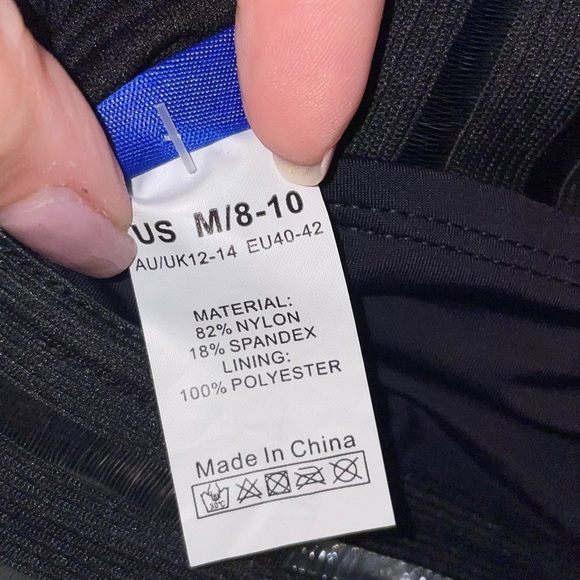 US M/8-10
AU/UK12-14 EU40-42
MATERIAL:
82% NYLON
18% SPANDEX
LINING:
100% POLYESTER
Made In China
30°C